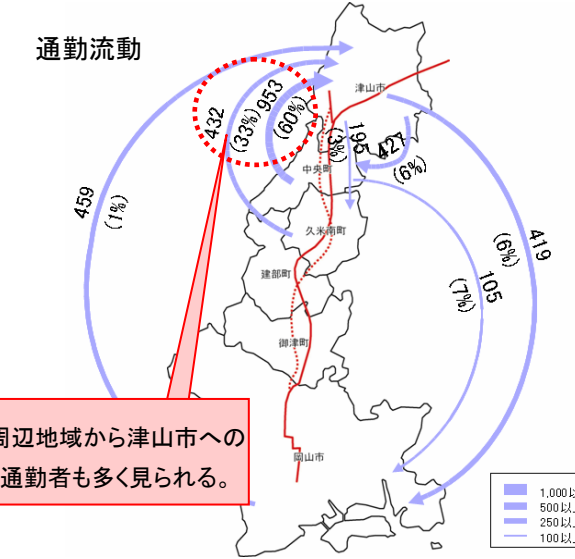 通勤流動
津山市
953
(60%)
432
(33%)
195
(3%)
427
(6%)
中央町
459
(1%)
久米南町
419
(6%)
105
(7%)
建部町
御津町
周辺地域から津山市への
通勤者も多く見られる。
岡山市
1,000以
500以上
250以上
100以上